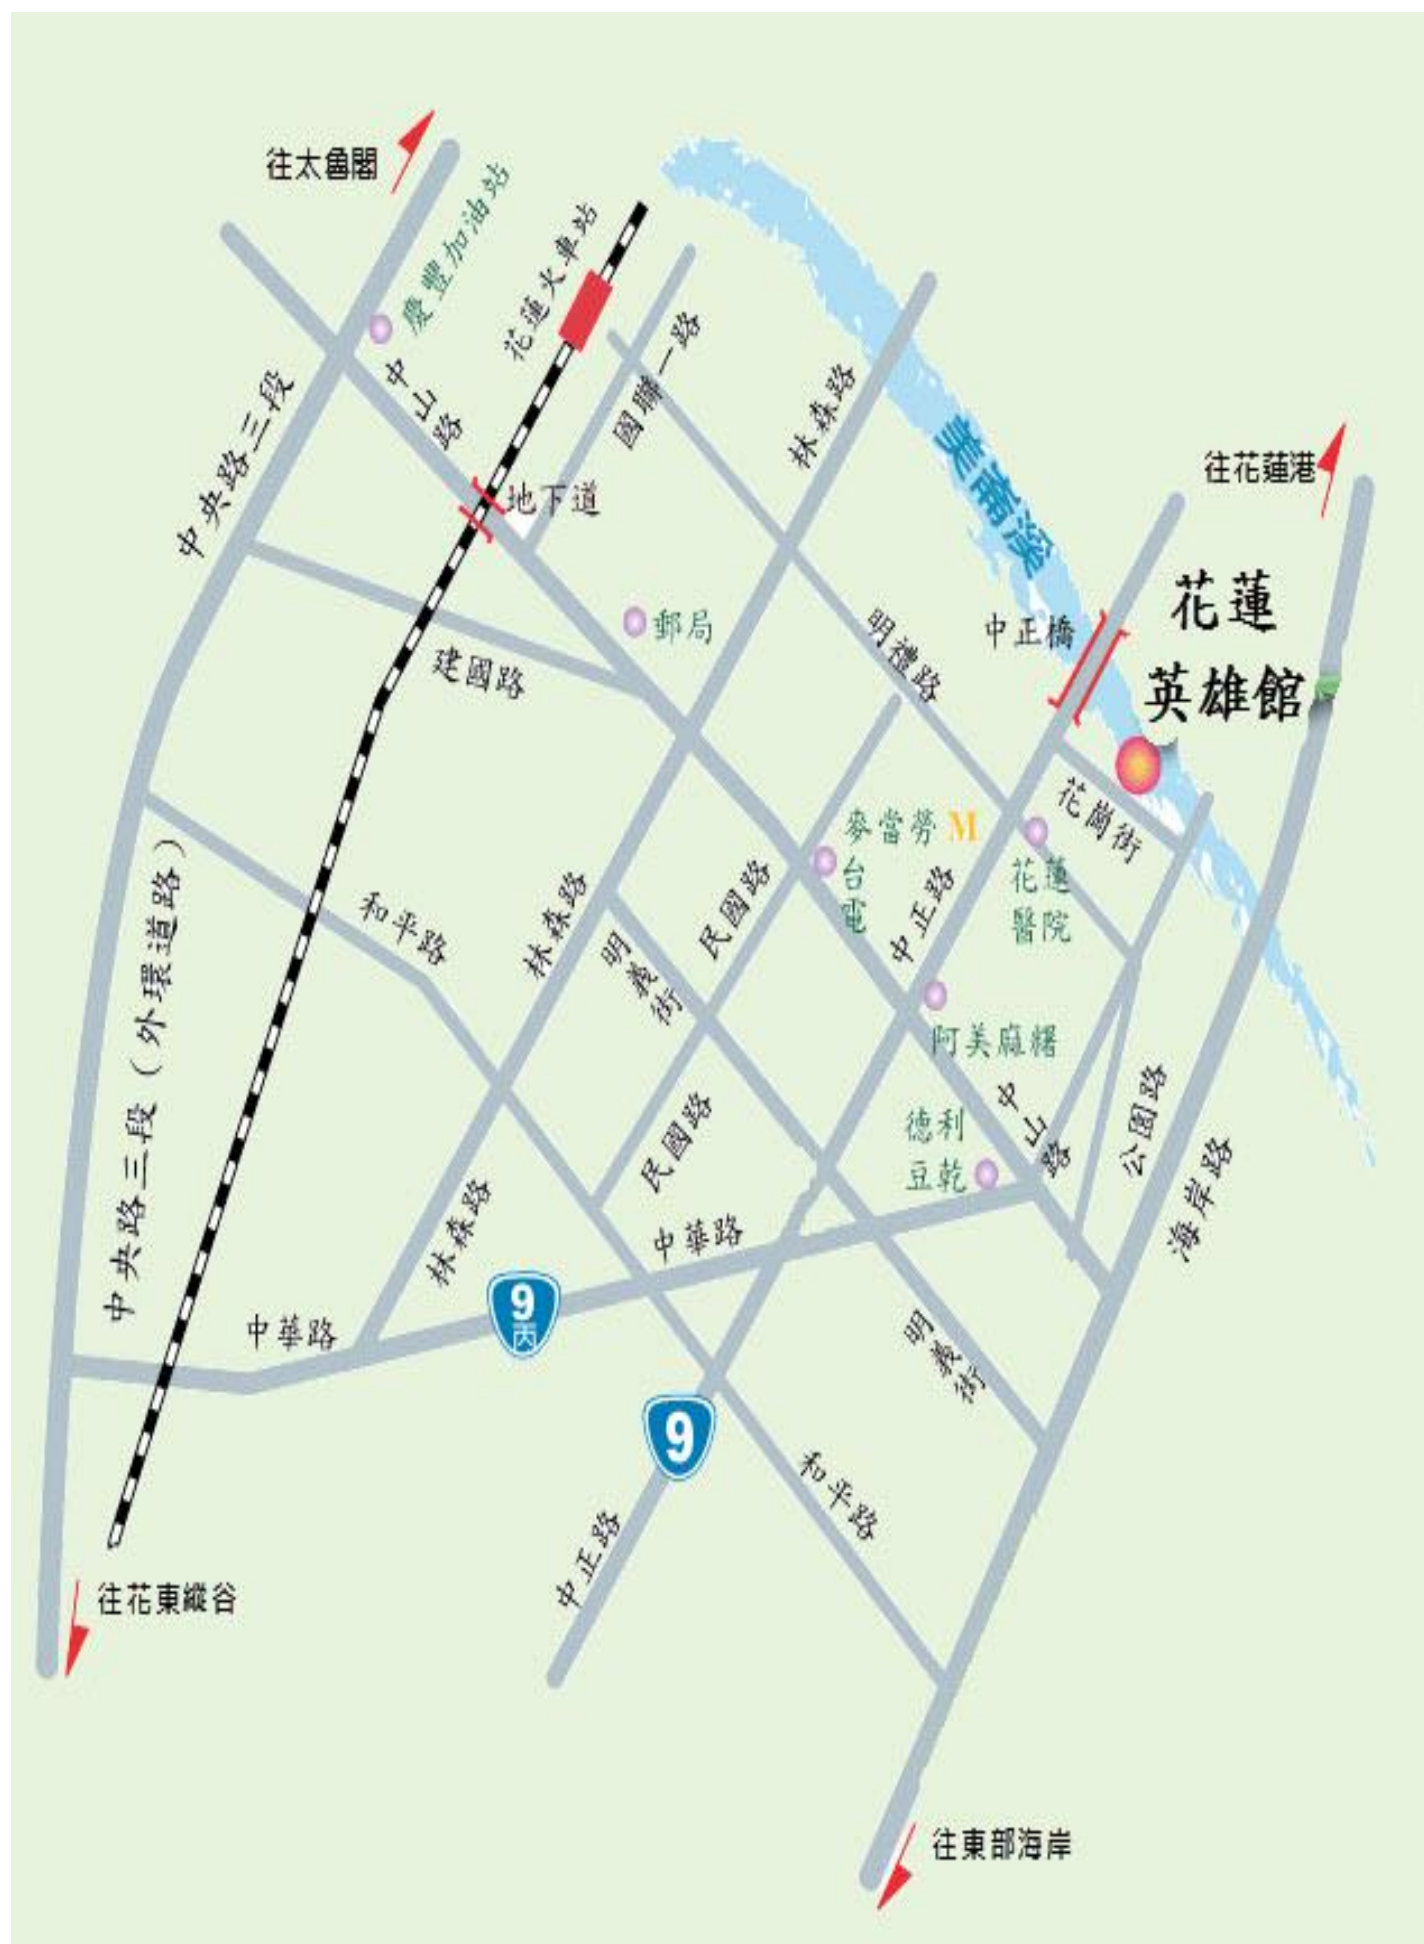 往太魯閣
慶豐加油站
花蓮火車站
國聯一路
中山路
林森路
中央路三段
地下道
往花蓮港
美崙溪
花蓮
英雄館
中正橋
郵局
明禮路
建國路
花崗街
麥當勞 M
台電
花蓮
醫院
民國路
中正路
林森路
明義街
和平路
中央路三段（外環道路）
阿美麻糬
中山路
公園路
德利
豆乾
民國路
海岸路
林森路
中華路
中華路
9
丙
9
明義街
和平路
中正路
往花東縱谷
往東部海岸